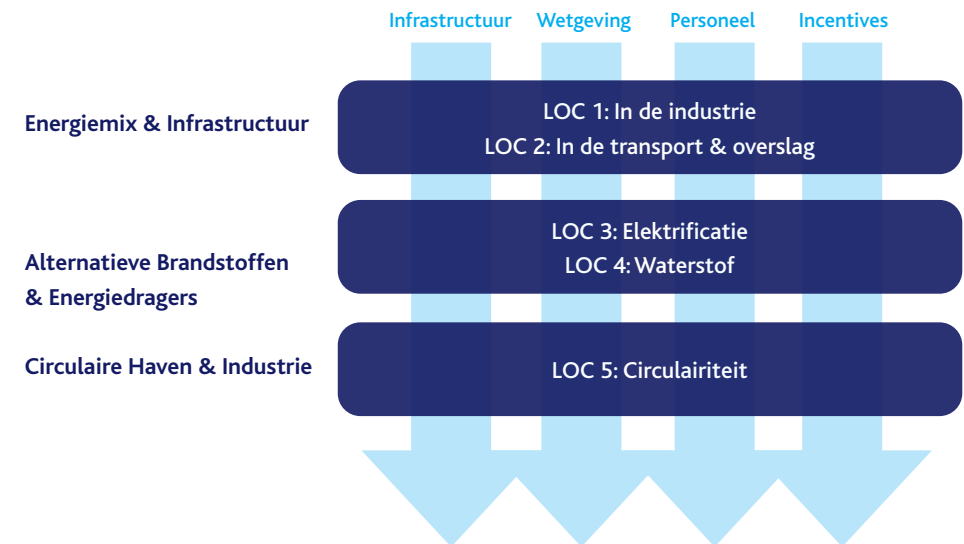 Infrastructuur Wetgeving Personeel Incentives
Energiemix & Infrastructuur
LOC 1: In de industrie
LOC 2: In de transport & overslag
Alternatieve Brandstoffen
& Energiedragers
LOC 3: Elektrificatie
LOC 4: Waterstof
Circulaire Haven & Industrie
LOC 5: Circulairiteit